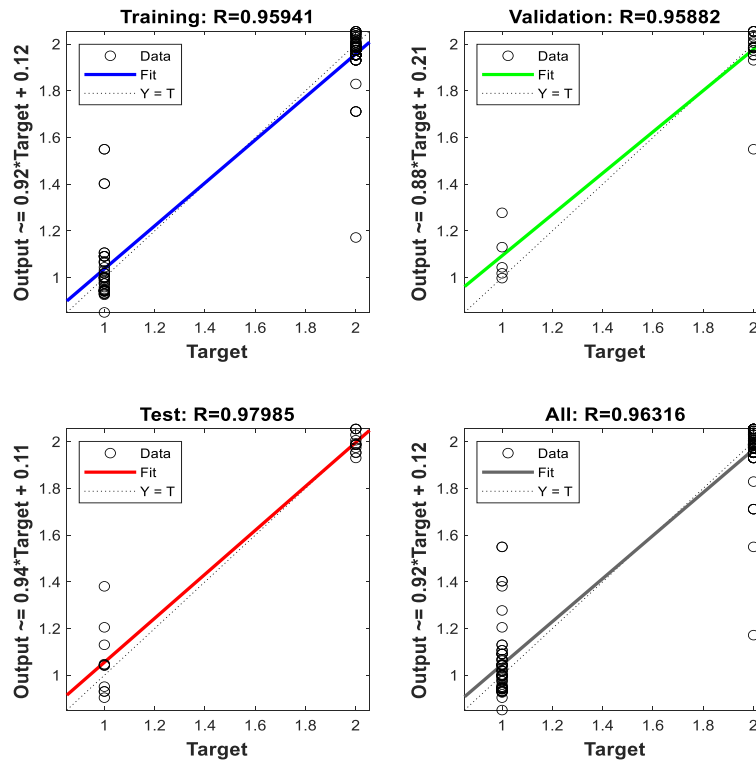 Training: R=0.95941
Output ~= 0.92*Target + 0.12
2
1.8
1.6
1.4
1.2
1
Data
Fit
Y = T
1 1.2 1.4 1.6 1.8 2
Target
Validation: R=0.95882
Output ~= 0.88*Target + 0.21
2
1.8
1.6
1.4
1.2
1
Data
Fit
Y = T
1 1.2 1.4 1.6 1.8 2
Target
Test: R=0.97985
Output ~= 0.94*Target + 0.11
2
1.8
1.6
1.4
1.2
1
Data
Fit
Y = T
1 1.2 1.4 1.6 1.8 2
Target
All: R=0.96316
Output ~= 0.92*Target + 0.12
2
1.8
1.6
1.4
1.2
1
Data
Fit
Y = T
1 1.2 1.4 1.6 1.8 2
Target